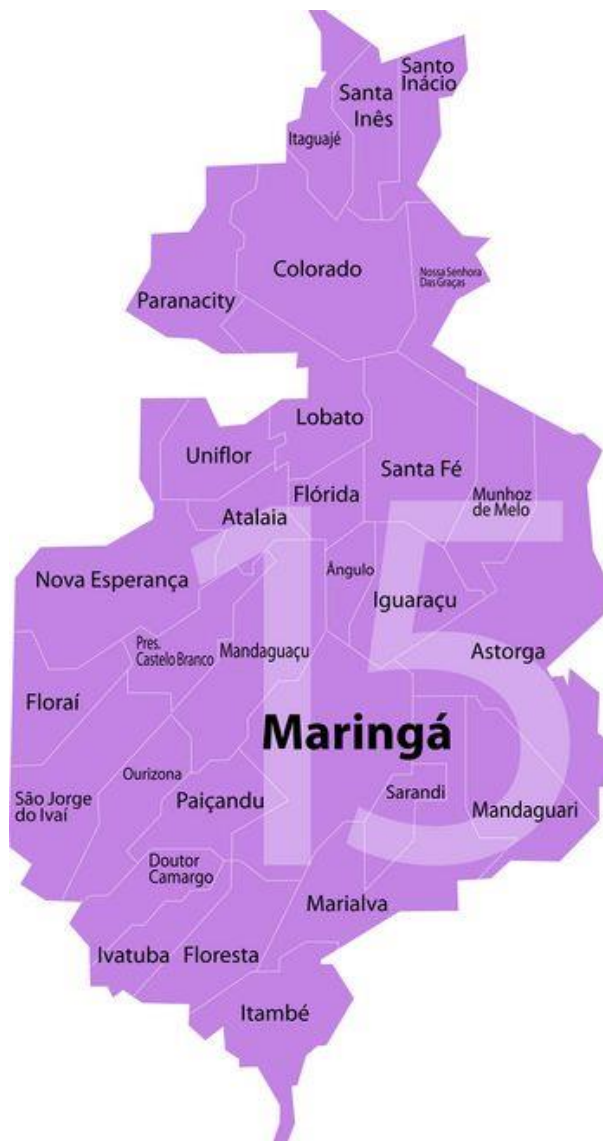 Santo
Inácio
Santa
Inês
Itaguajé
Colorado
Nossa Senhora
Das Graças
Paranacity
Lobato
Uniflor
Santa Fé
Flórida
Munhoz
de Melo
Atalaia
15
Nova Esperança
Ângulo
Iguaraçu
Pres.
Castelo Branco
Mandaguaçu
Astorga
Floraí
Maringá
Ourizona
São Jorge
do Ivaí
Paiçandu
Sarandi
Mandaguari
Doutor
Camargo
Marialva
Ivatuba
Floresta
Itambé